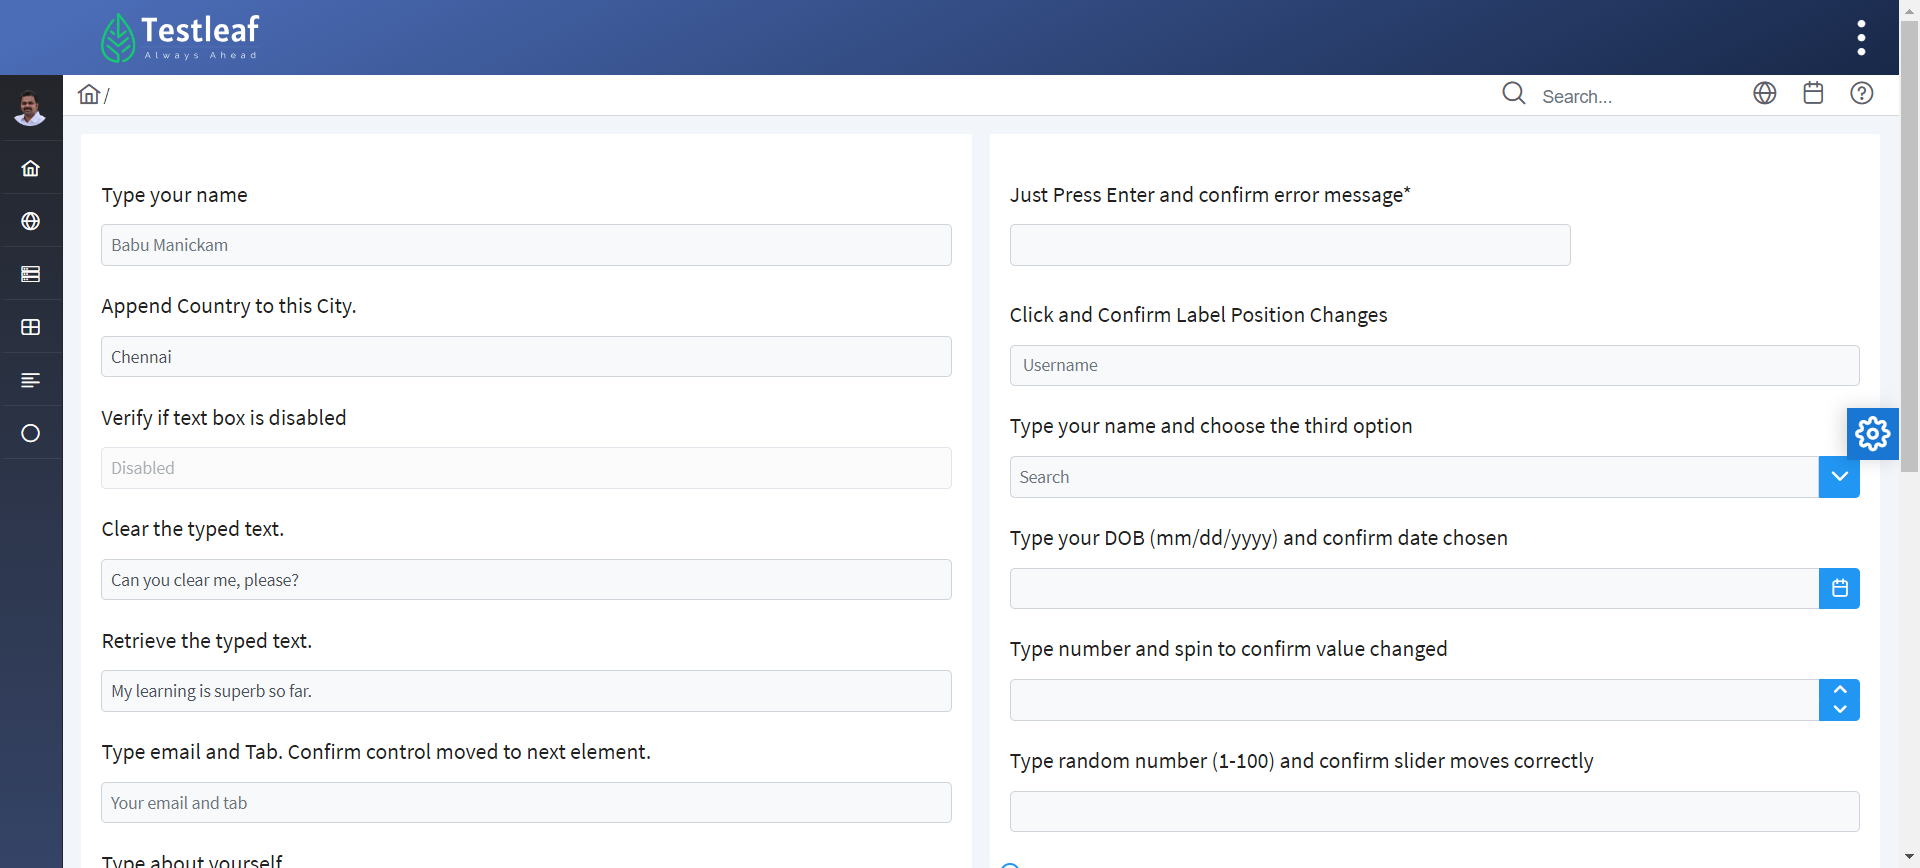 Testleaf
Always Ahead
/
Search...
Type your name
Babu Manickam
Append Country to this City.
Chennai
Verify if text box is disabled
Disabled
Clear the typed text.
Can you clear me, please?
Retrieve the typed text.
My learning is superb so far.
Type email and Tab. Confirm control moved to next element.
Your email and tab
Type about yourself
Just Press Enter and confirm error message*
Click and Confirm Label Position Changes
Username
Type your name and choose the third option
Search
Type your DOB (mm/dd/yyyy) and confirm date chosen
Type number and spin to confirm value changed
Type random number (1-100) and confirm slider moves correctly